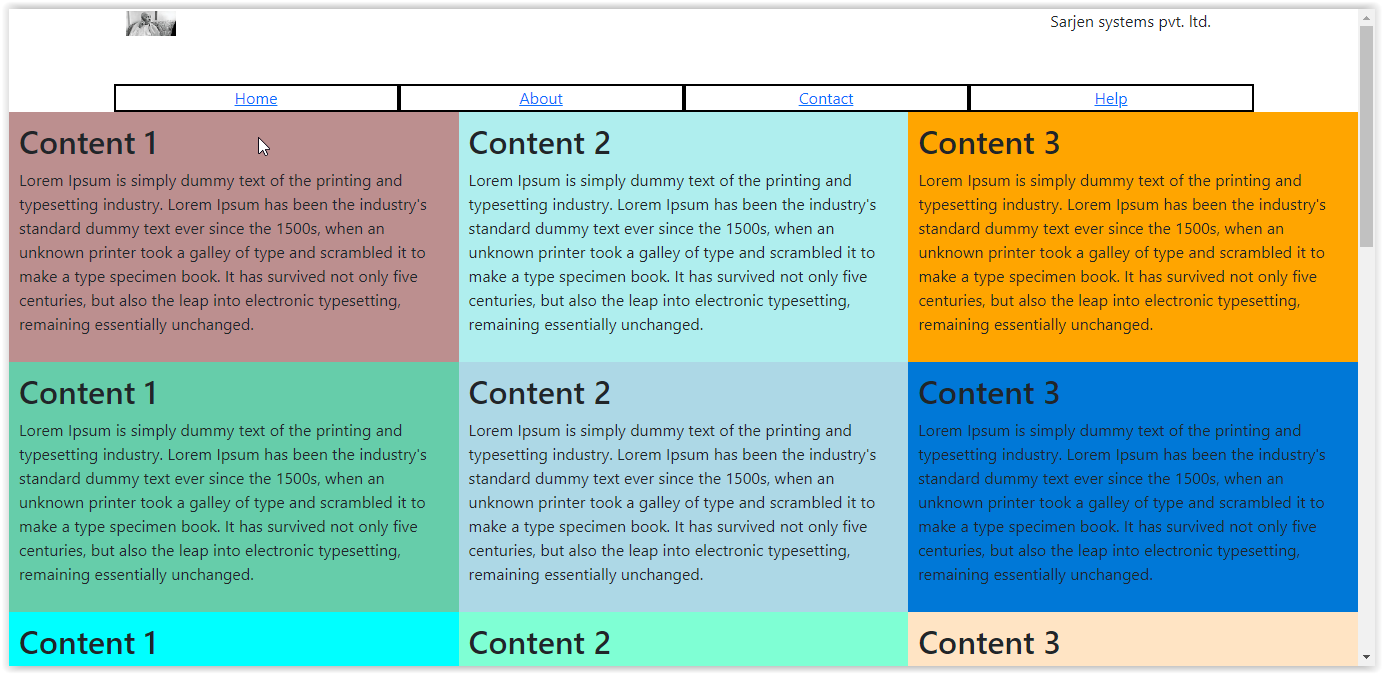 Sarjen systems pvt. ltd.
Home About Contact Help
Content 1
Lorem Ipsum is simply dummy text of the printing and
typesetting industry. Lorem Ipsum has been the industry's
standard dummy text ever since the 1500s, when an
unknown printer took a galley of type and scrambled it to
make a type specimen book. It has survived not only five
centuries, but also the leap into electronic typesetting,
remaining essentially unchanged.
Content 2
Lorem Ipsum is simply dummy text of the printing and
typesetting industry. Lorem Ipsum has been the industry's
standard dummy text ever since the 1500s, when an
unknown printer took a galley of type and scrambled it to
make a type specimen book. It has survived not only five
centuries, but also the leap into electronic typesetting,
remaining essentially unchanged.
Content 3
Lorem Ipsum is simply dummy text of the printing and
typesetting industry. Lorem Ipsum has been the industry's
standard dummy text ever since the 1500s, when an
unknown printer took a galley of type and scrambled it to
make a type specimen book. It has survived not only five
centuries, but also the leap into electronic typesetting,
remaining essentially unchanged.
Content 1
Lorem Ipsum is simply dummy text of the printing and
typesetting industry. Lorem Ipsum has been the industry's
standard dummy text ever since the 1500s, when an
unknown printer took a galley of type and scrambled it to
make a type specimen book. It has survived not only five
centuries, but also the leap into electronic typesetting,
remaining essentially unchanged.
Content 2
Lorem Ipsum is simply dummy text of the printing and
typesetting industry. Lorem Ipsum has been the industry's
standard dummy text ever since the 1500s, when an
unknown printer took a galley of type and scrambled it to
make a type specimen book. It has survived not only five
centuries, but also the leap into electronic typesetting,
remaining essentially unchanged.
Content 3
Lorem Ipsum is simply dummy text of the printing and
typesetting industry. Lorem Ipsum has been the industry's
standard dummy text ever since the 1500s, when an
unknown printer took a galley of type and scrambled it to
make a type specimen book. It has survived not only five
centuries, but also the leap into electronic typesetting,
remaining essentially unchanged.
Content 1
Content 2
Content 3